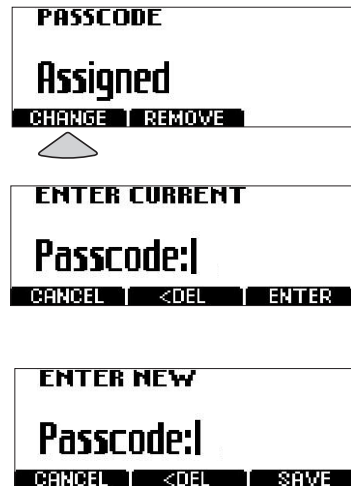 PASSCODE
Assigned
CHANGE REMOVE
ENTER CURRENT
Passcode:
CANCEL <DEL ENTER
ENTER NEW
Passcode:
CANCEL <DEL SAVE